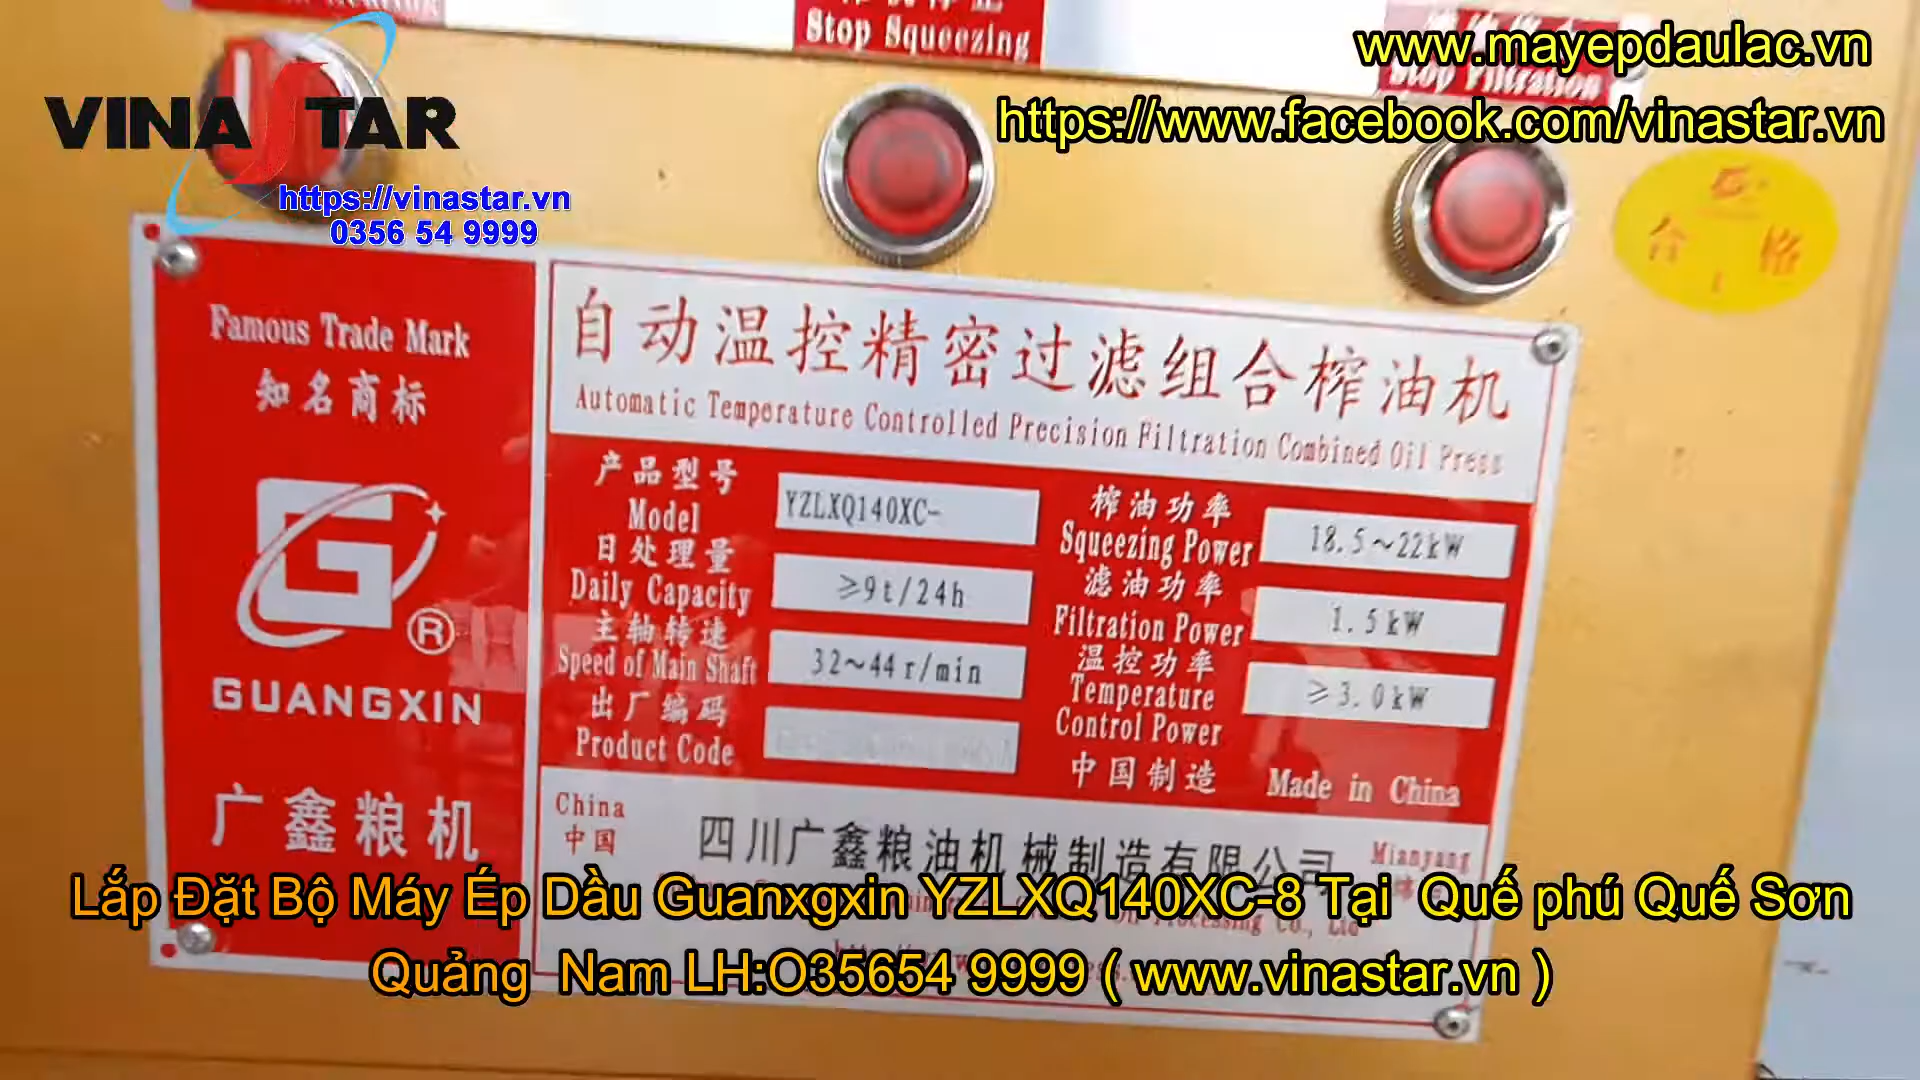 Stop Squeezing
www.mayepdaulac.vn
Stop Filtration
https://www.facebook.com/vinastar.vn
VINASTAR
https://vinastar.vn
0356 54 9999
合格
Famous Trade Mark
知名商标
G
®
GUANGXIN
广鑫粮机
自动温控精密过滤组合榨油机
Automatic Temperature Controlled Precision Filtration Combined Oil Press
产品型号
Model
YZLXQ140XC-
日处理量
Daily Capacity
≥9t/24h
主轴转速
Speed of Main Shaft
32~44r/min
出厂编码
Product Code
榨油功率
Squeezing Power
18.5~22kW
滤油功率
Filtration Power
1.5kW
温控功率
Temperature
Control Power
≥3.0kW
中国制造 Made in China
China
中国
四川广鑫粮油机械制造有限公司
Mianyang
Lắp Đặt Bộ Máy Ép Dầu Guanxgxin YZLXQ140XC-8 Tại Quế phú Quế Sơn
Quảng Nam LH:O35654 9999 ( www.vinastar.vn )